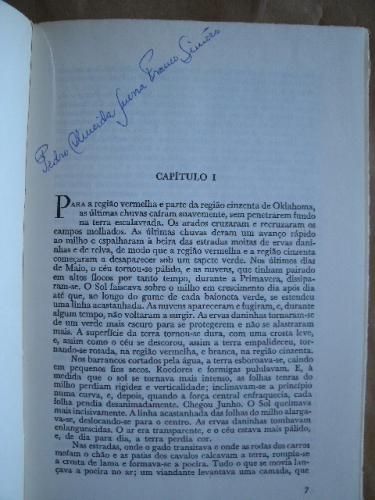 Pedro Almeida Guerra Franco Simões
CAPÍTULO I
PARA a região vermelha e parte da região cinzenta de Oklahoma,
as últimas chuvas caíram suavemente, sem penetrarem fundo
na terra escalavrada. Os arados cruzaram e recruzaram os
campos molhados. As últimas chuvas deram um avanço rápido
ao milho e espalharam à beira das estradas moitas de ervas dani-
nhas e de relva, de modo que a região vermelha e a região cinzenta
começaram a desaparecer sob um tapete verde. Nos últimos dias
de Maio, o céu tornou-se pálido, e as nuvens, que tinham pairado
em altos flocos por tanto tempo, durante a Primavera, dissipa-
ram-se. O Sol faiscava sobre o milho em crescimento dia após dia
até que, ao longo do gume de cada baioneta verde, se estendeu
uma linha acastanhada. As nuvens apareceram e fugiram, e, durante
algum tempo, não voltaram a surgir. As ervas daninhas tornaram-se
de um verde mais escuro para se protegerem e não se alastraram
mais. A superfície da terra tornou-se dura, com uma crosta leve,
e, assim como o céu se descorou, assim a terra empalideceu, tor-
nando-se rosada, na região vermelha, e branca, na região cinzenta.
Nos barrancos cortados pela água, a terra esboroava-se, caindo
em pequenos fios secos. Roedores e formigas pululavam. E, à
medida que o sol se tornava mais intenso, as folhas tenras do
milho perdiam rigidez e verticalidade; inclinavam-se a princípio
numa curva, e, depois, quando a força central enfraquecia, cada
folha pendia desanimadamente. Chegou Junho. O Sol queimava
mais incisivamente. A linha acastanhada das folhas do milho alarga-
va-se, deslocando-se para o centro. As ervas daninhas tombavam
enlanguescidas. O ar era transparente, e o céu estava mais pálido,
e, de dia para dia, a terra perdia cor.
Nas estradas, onde o gado transitava e onde as rodas dos carros
mofiam o chão e as patas dos cavalos calcavam a terra, rompia-se
a crosta de lama e formava-se a poeira. Tudo o que se movia lan-
çava a poeira no ar; um viandante levantava uma camada, que
7